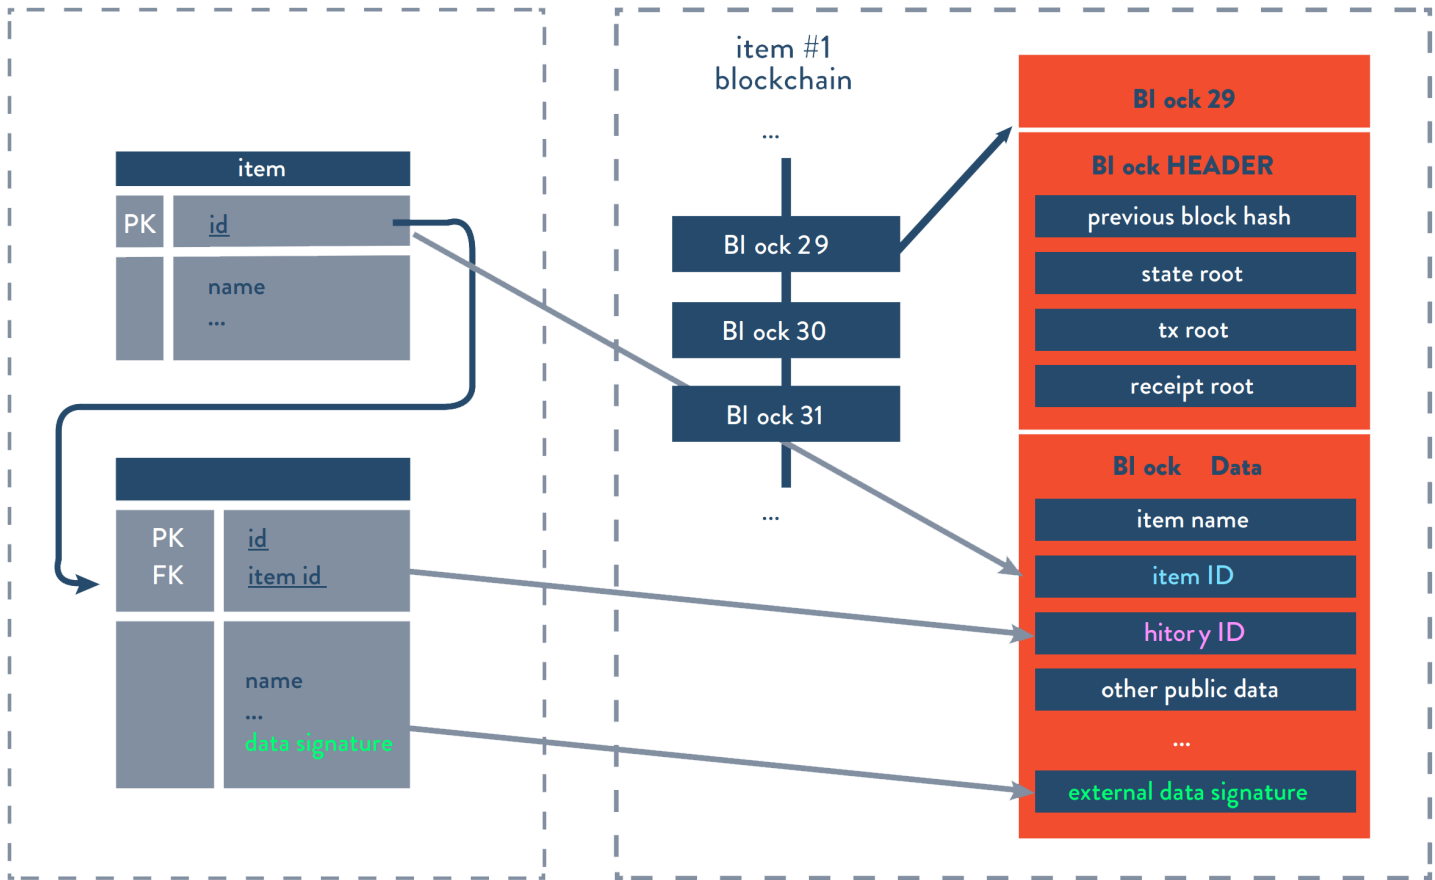 item
PK
id
name
...
PK
id
FK
item id
name
...
data signature
item #1
blockchain
...
Bl ock 29
Bl ock 30
Bl ock 31
...
Bl ock 29
Bl ock HEADER
previous block hash
state root
tx root
receipt root
Bl ock Data
item name
item ID
hitor y ID
other public data
...
external data signature